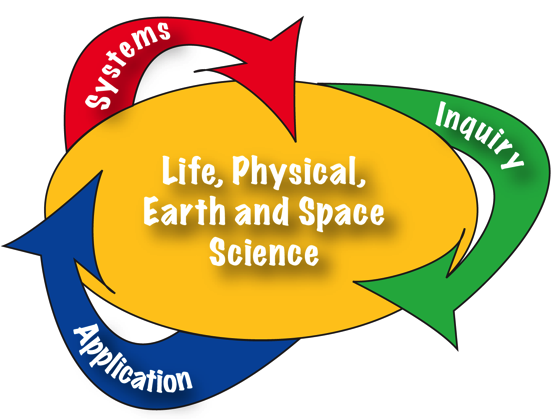 Systems
Inquiry
Life, Physical,
Earth and Space
Science
Application